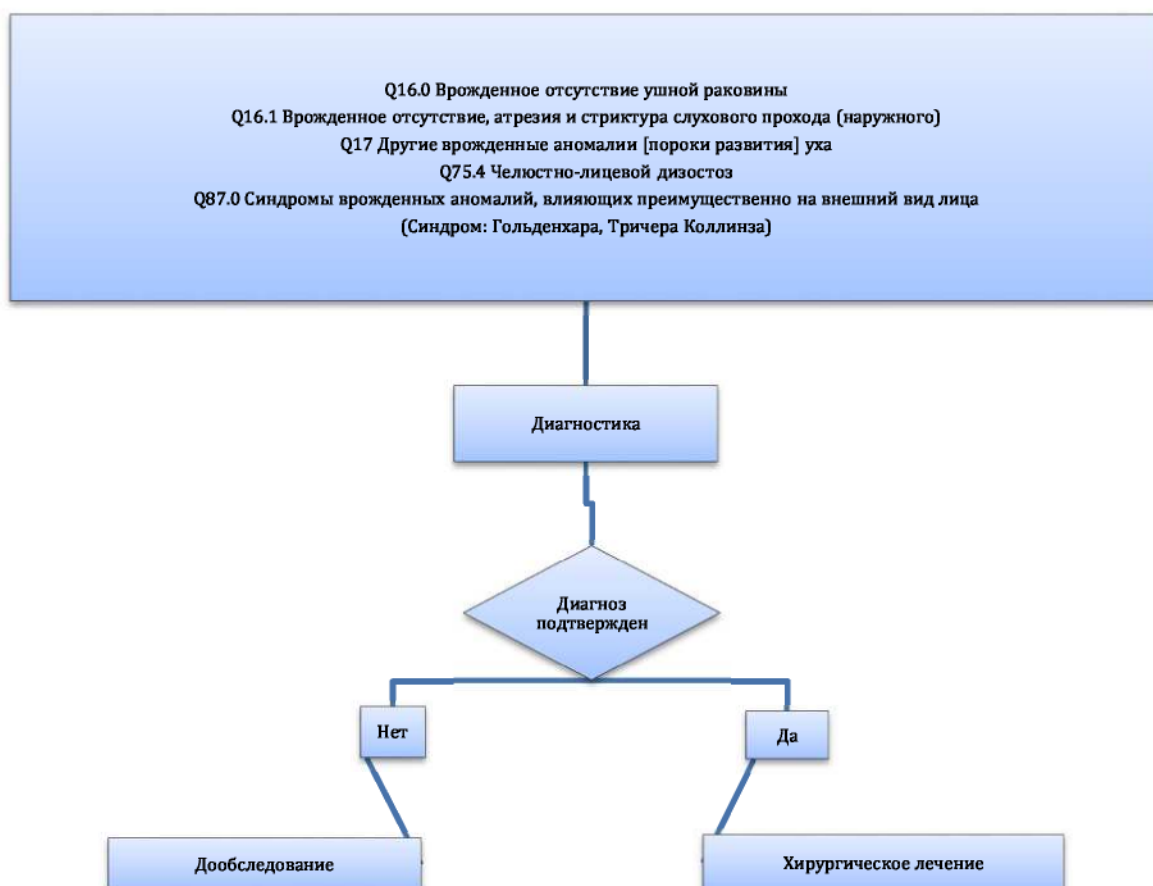 Q16.0 Врожденное отсутствие ушной раковины
Q16.1 Врожденное отсутствие, атрезия и стриктура слухового прохода (наружного)
Q17 Другие врожденные аномалии [пороки развития] уха
Q75.4 Челюстно-лицевой дизостоз
Q87.0 Синдромы врожденных аномалий, влияющих преимущественно на внешний вид лица
(Синдром: Гольденхара, Тричера Коллинза)
Диагностика
Диагноз
подтвержден
Нет
Да
Дообследование
Хирургическое лечение